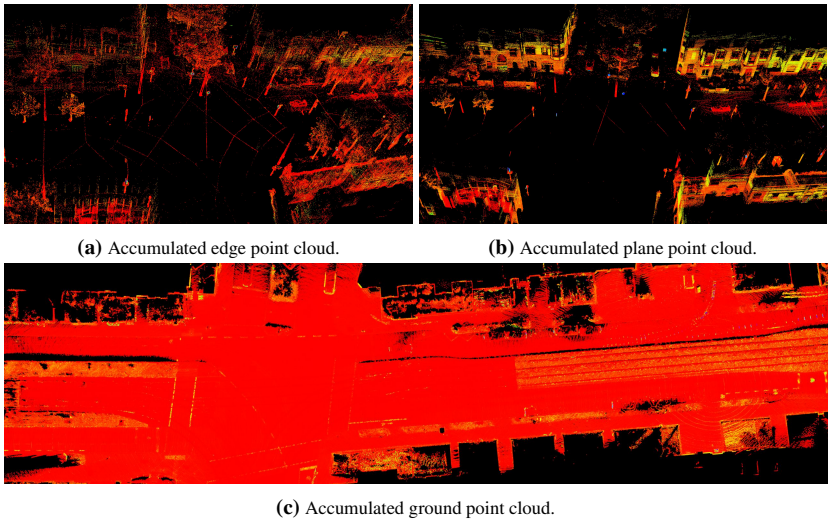 (a) Accumulated edge point cloud.
(b) Accumulated plane point cloud.
(c) Accumulated ground point cloud.